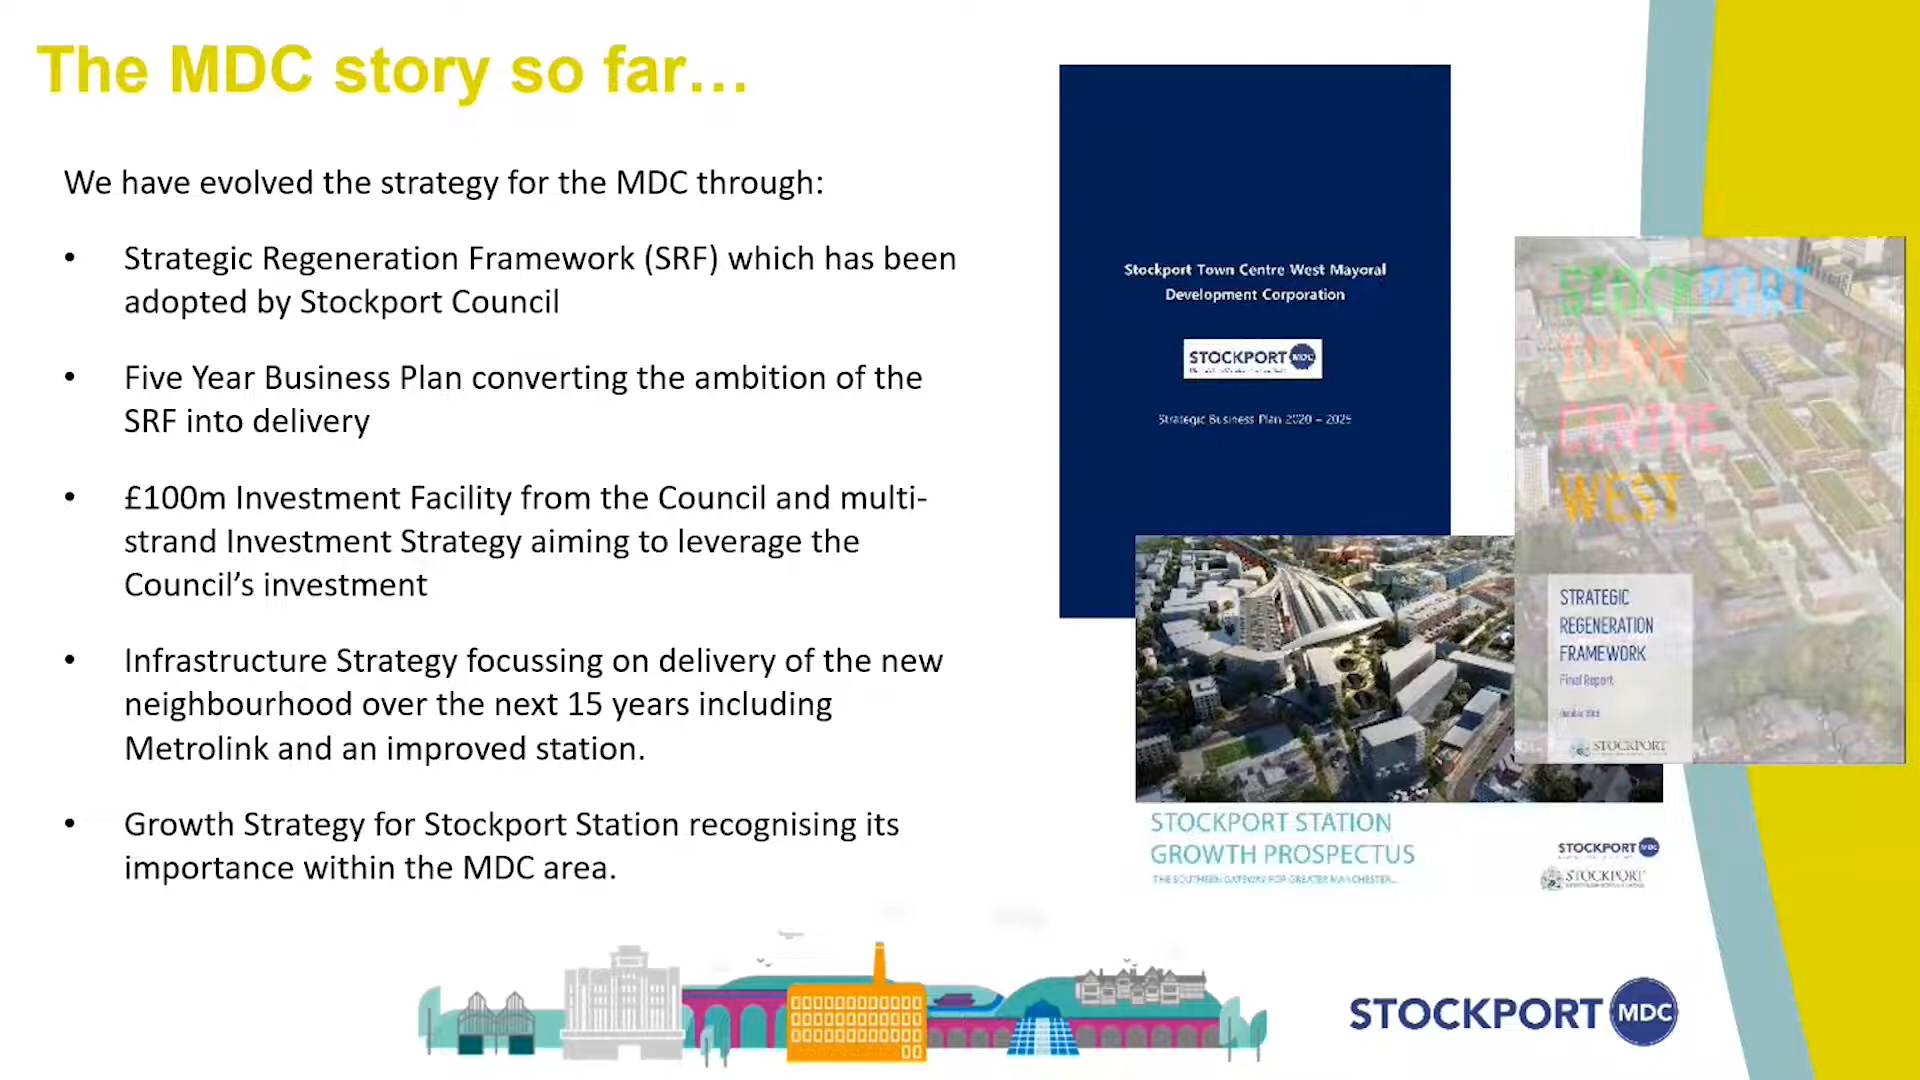 The MDC story so far...
We have evolved the strategy for the MDC through:
• Strategic Regeneration Framework (SRF) which has been
adopted by Stockport Council
• Five Year Business Plan converting the ambition of the
SRF into delivery
• £100m Investment Facility from the Council and multi-
strand Investment Strategy aiming to leverage the
Council’s investment
• Infrastructure Strategy focussing on delivery of the new
neighbourhood over the next 15 years including
Metrolink and an improved station.
• Growth Strategy for Stockport Station recognising its
importance within the MDC area.
Stockport Town Centre West Mayoral
Development Corporation
STOCKPORT MDC
Strategic Business Plan 2020 – 2025
STOCKPORT
TOWN
CENTRE
WEST
STRATEGIC
REGENERATION
FRAMEWORK
Final Report
STOCKPORT
STOCKPORT STATION
GROWTH PROSPECTUS
THE SOUTHERN GATEWAY FOR GREATER MANCHESTER...
STOCKPORT MDC
STOCKPORT
STOCKPORT MDC